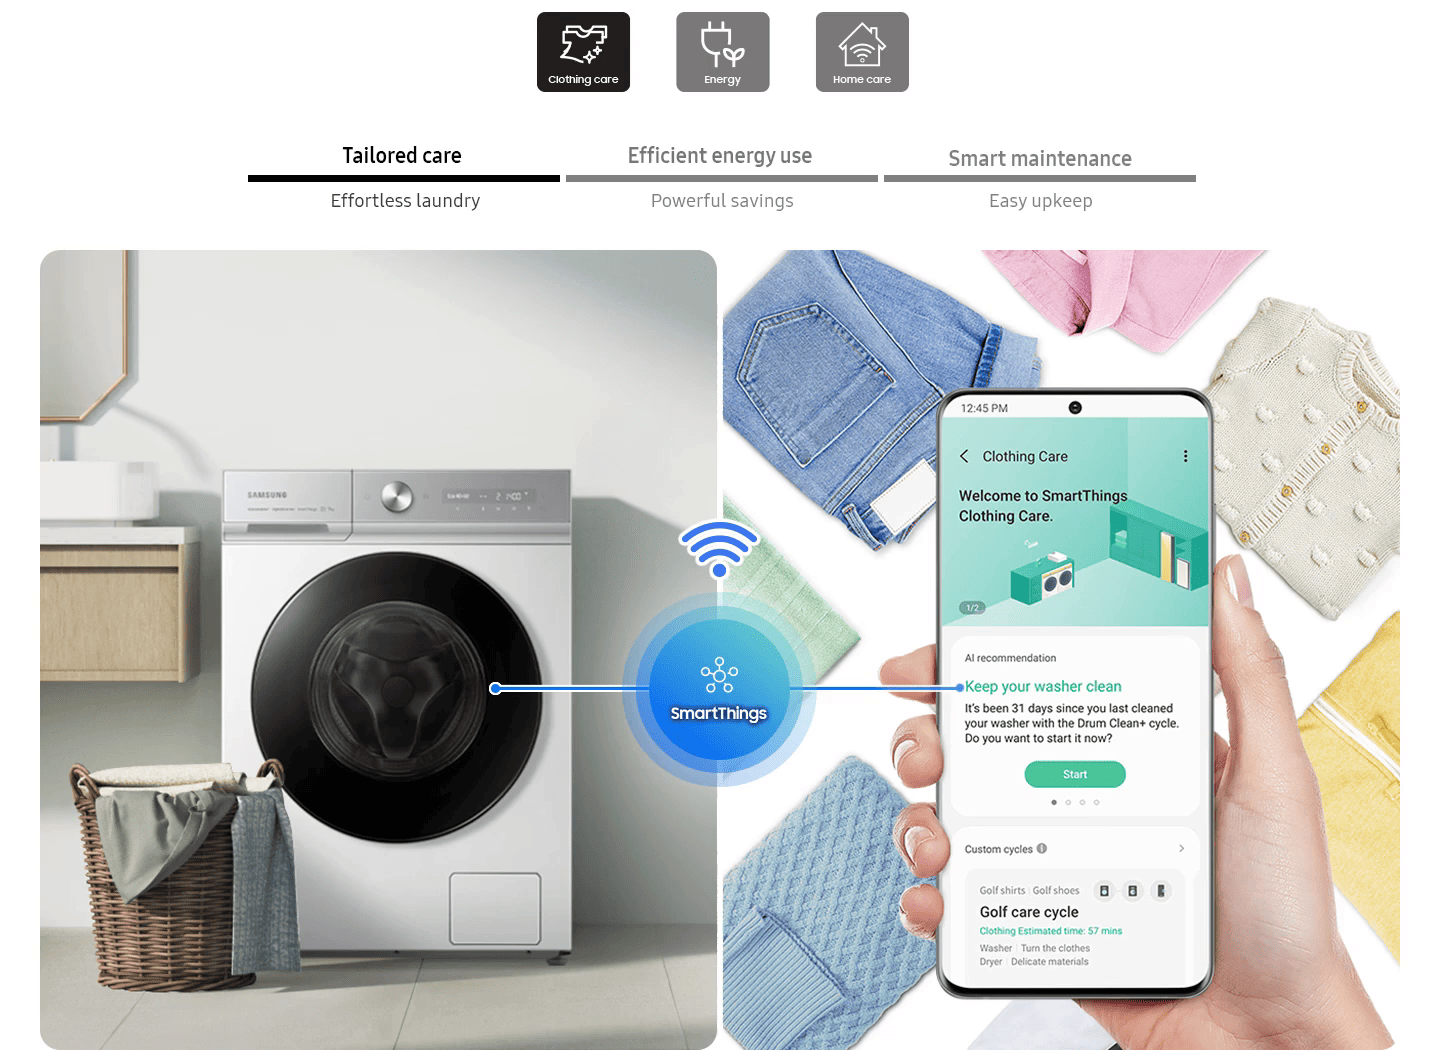 Clothing care
Energy
Home care
Tailored care
Efficient energy use
Smart maintenance
Effortless laundry
Powerful savings
Easy upkeep
SAMSUNG
SmartThings
12:45 PM
Clothing Care
Welcome to SmartThings
Clothing Care.
1/2
AI recommendation
Keep your washer clean
It's been 31 days since you last cleaned
your washer with the Drum Clean+ cycle.
Do you want to start it now?
Start
Custom cycles
Golf shirts Golf shoes
Golf care cycle
Clothing Estimated time: 57 mins
Washer Turn the clothes
Dryer Delicate materials